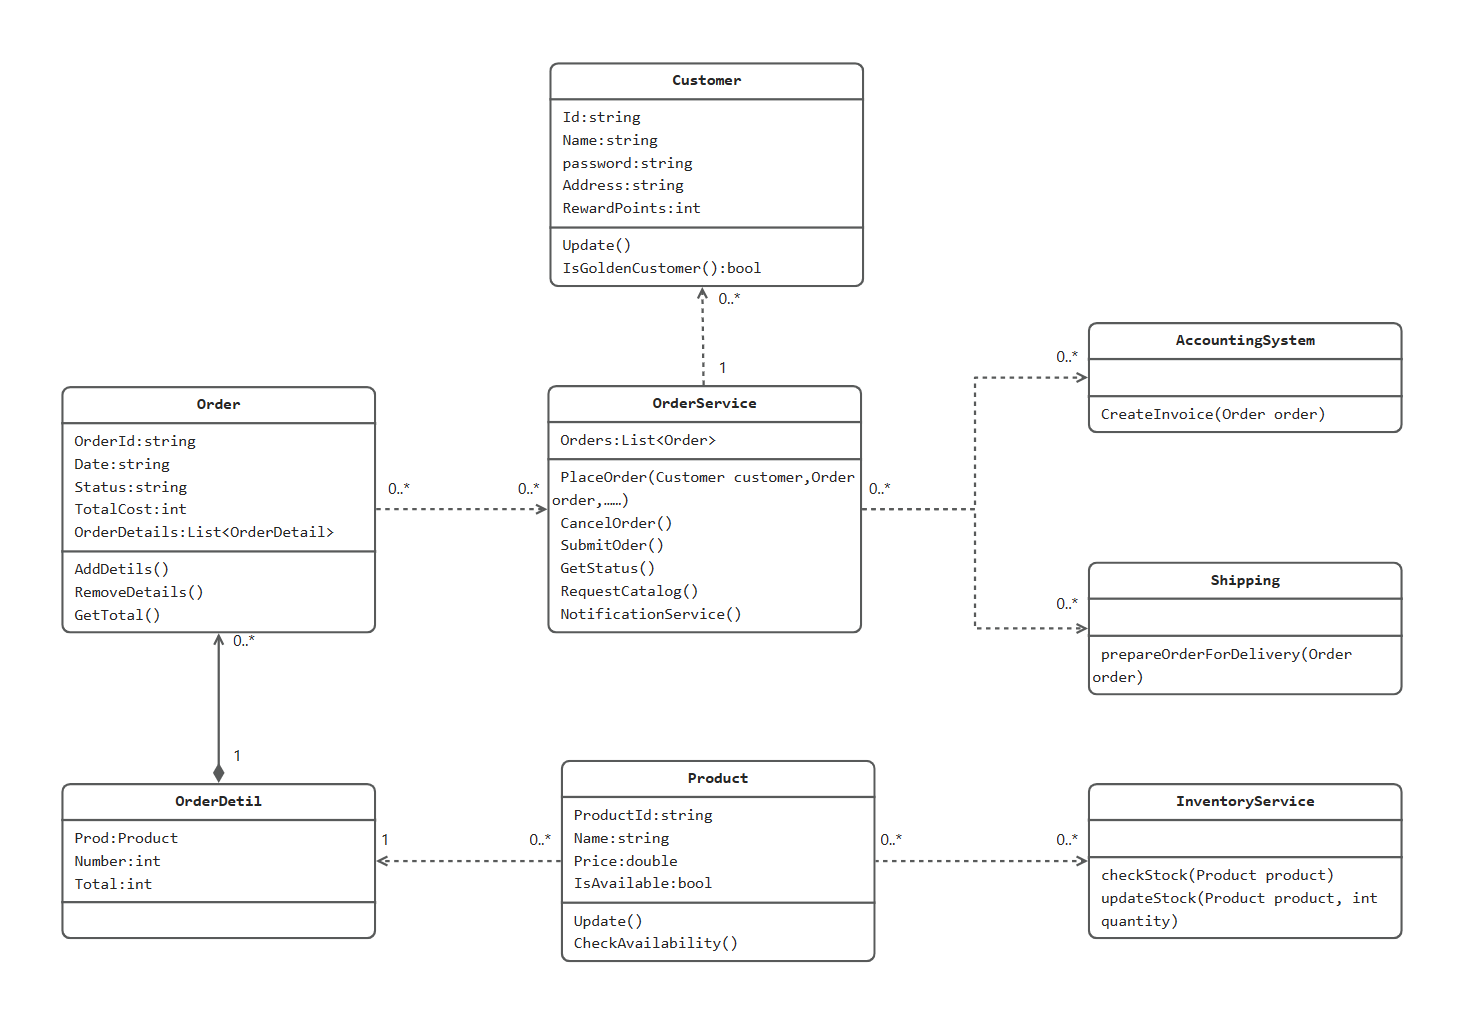 Customer
Id:string
Name:string
password:string
Address:string
RewardPoints:int
Update()
IsGoldenCustomer():bool
0..*
1
Order
OrderId:string
Date:string
Status:string
TotalCost:int
OrderDetails:List<OrderDetail>
AddDetils()
RemoveDetails()
GetTotal()
0..*
0..*
OrderService
Orders:List<Order>
PlaceOrder(Customer customer,Order
order,……)
CancelOrder()
SubmitOder()
GetStatus()
RequestCatalog()
NotificationService()
0..*
0..*
AccountingSystem
CreateInvoice(Order order)
0..*
Shipping
prepareOrderForDelivery(Order
order)
0..*
1
OrderDetil
Prod:Product
Number:int
Total:int
1
0..*
Product
ProductId:string
Name:string
Price:double
IsAvailable:bool
Update()
CheckAvailability()
0..*
0..*
InventoryService
checkStock(Product product)
updateStock(Product product, int
quantity)